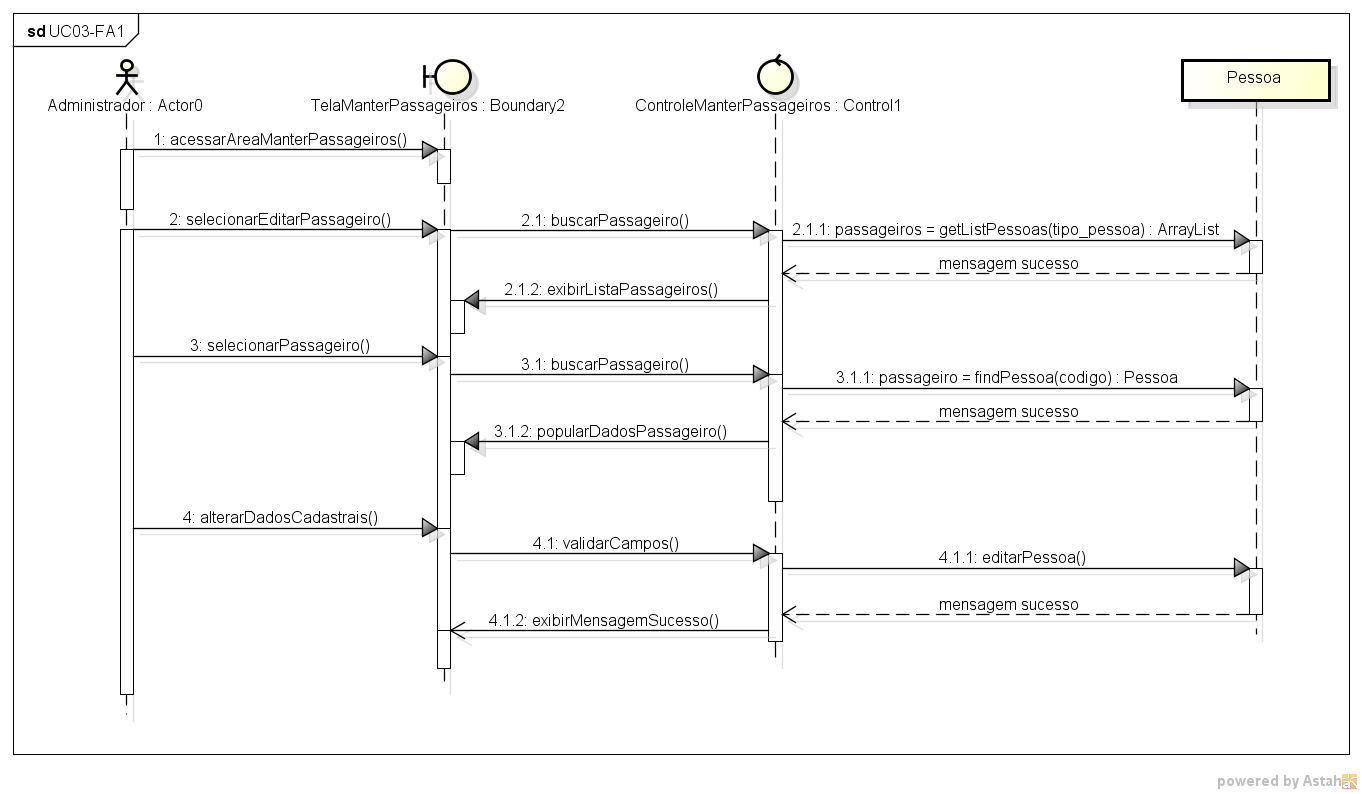 sd UC03-FA1
Administrador : Actor0
TelaManterPassageiros : Boundary2
ControleManterPassageiros : Control1
Pessoa
1: acessarAreaManterPassageiros()
2: selecionarEditarPassageiro()
2.1: buscarPassageiro()
2.1.1: passageiros = getListPessoas(tipo_pessoa) : ArrayList
mensagem sucesso
2.1.2: exibirListaPassageiros()
3: selecionarPassageiro()
3.1: buscarPassageiro()
3.1.1: passageiro = findPessoa(codigo) : Pessoa
mensagem sucesso
3.1.2: popularDadosPassageiro()
4: alterarDadosCadastrais()
4.1: validarCampos()
4.1.1: editarPessoa()
mensagem sucesso
4.1.2: exibirMensagemSucesso()
powered by Astah